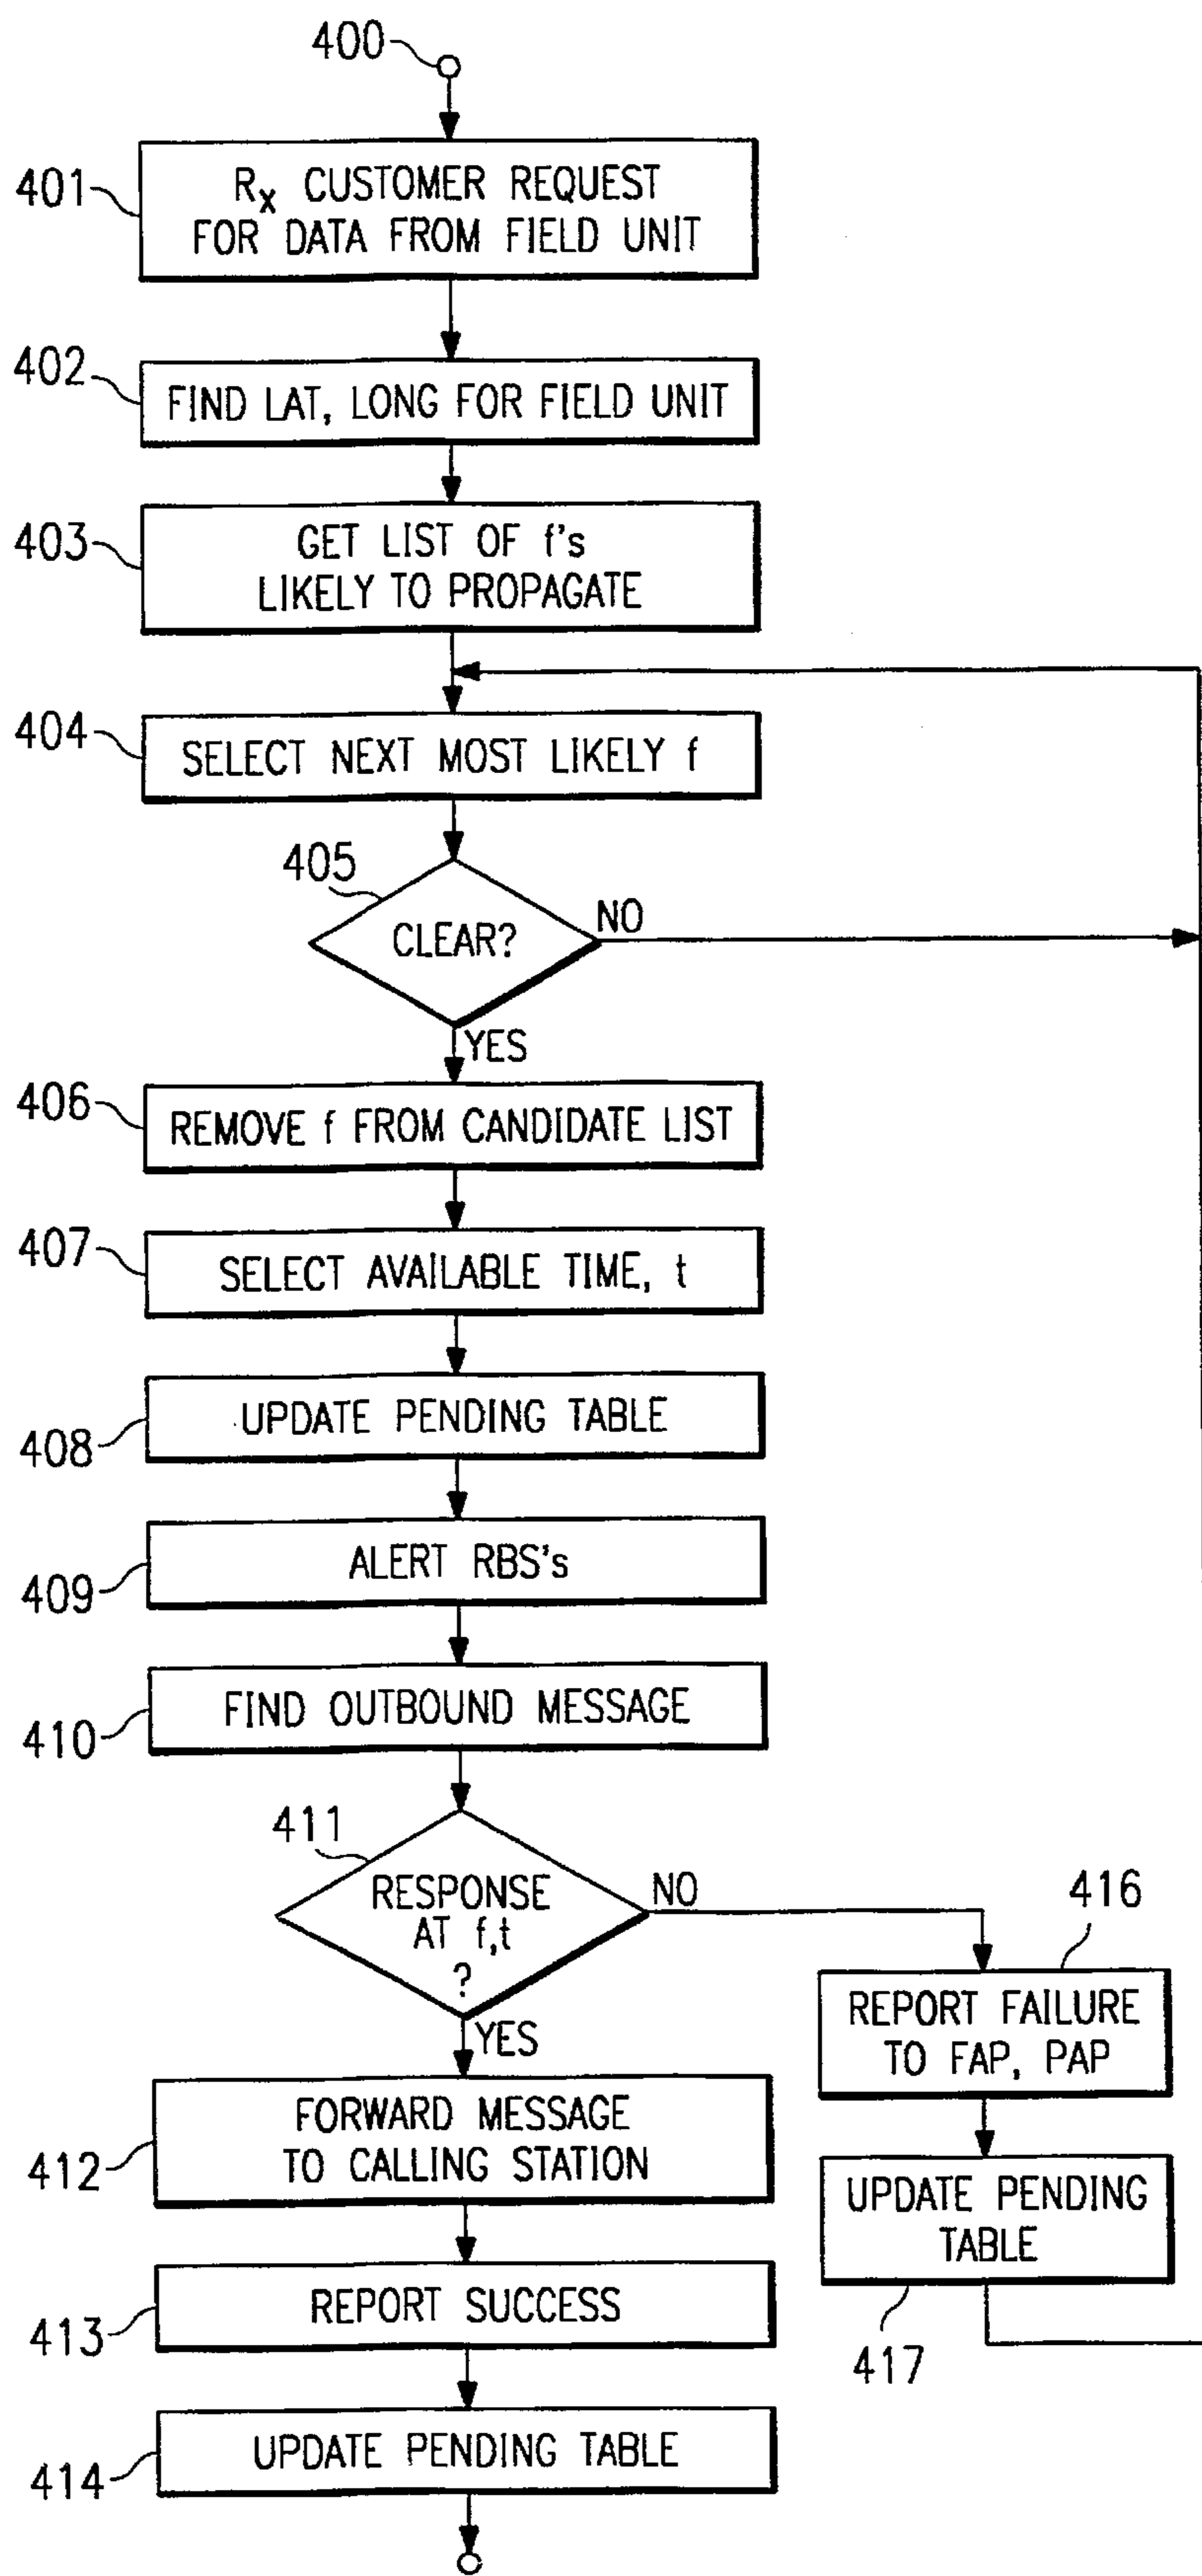 400
401
Rx CUSTOMER REQUEST
FOR DATA FROM FIELD UNIT
402
FIND LAT, LONG FOR FIELD UNIT
403
GET LIST OF f's
LIKELY TO PROPAGATE
404
SELECT NEXT MOST LIKELY f
405
CLEAR?
NO
YES
406
REMOVE f FROM CANDIDATE LIST
407
SELECT AVAILABLE TIME, t
408
UPDATE PENDING TABLE
409
ALERT RBS's
410
FIND OUTBOUND MESSAGE
411
RESPONSE
AT f,t
?
NO
YES
416
REPORT FAILURE
TO FAP, PAP
412
FORWARD MESSAGE
TO CALLING STATION
UPDATE PENDING
TABLE
417
413
REPORT SUCCESS
414
UPDATE PENDING TABLE